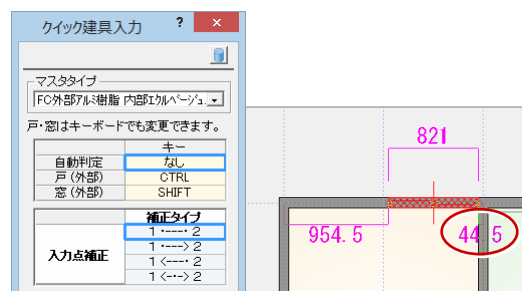 クイック建具入力
?
×
マスタタイプ
FC外部アルミ樹脂 内部エクルベージュ...
戸・窓はキーボードでも変更できます。
キー
自動判定 なし
戸(外部) CTRL
窓(外部) SHIFT
補正タイプ
入力点補正
1 ・---・ 2
1 ・---> 2
1 <---・ 2
1 <-・-> 2
821
954.5
44 5